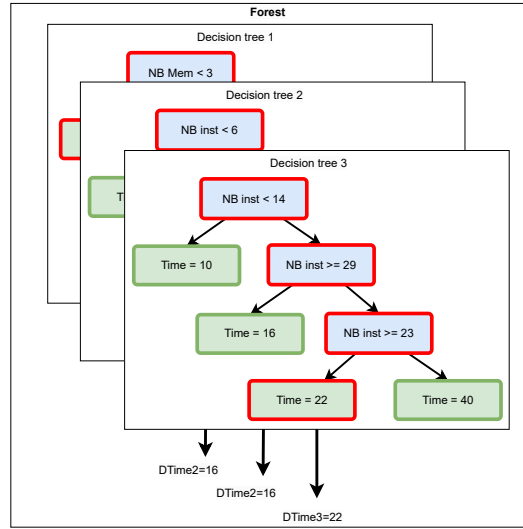 Forest
Decision tree 1
NB Mem < 3
Decision tree 2
NB inst < 6
Decision tree 3
NB inst < 14
Time = 10
NB inst >= 29
Time = 16
NB inst >= 23
Time = 22
Time = 40
DTime2=16
DTime2=16
DTime3=22